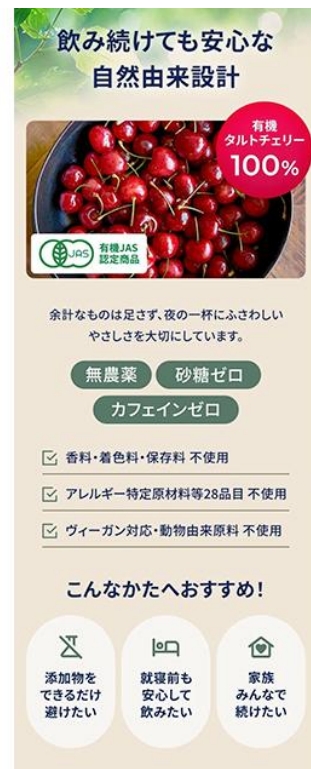 飲み続けても安心な
自然由来設計
有機
タルトチェリー
100%
JAS
有機JAS
認定商品
余計なものは足さず、夜の一杯にふさわしい
やさしさを大切にしています。
無農薬
砂糖ゼロ
カフェインゼロ
香料・着色料・保存料 不使用
アレルギー特定原材料等28品目 不使用
ヴィーガン対応・動物由来原料 不使用
こんなかたへおすすめ!
添加物を
できるだけ
避けたい
就寝前も
安心して
飲みたい
家族
みんなで
続けたい